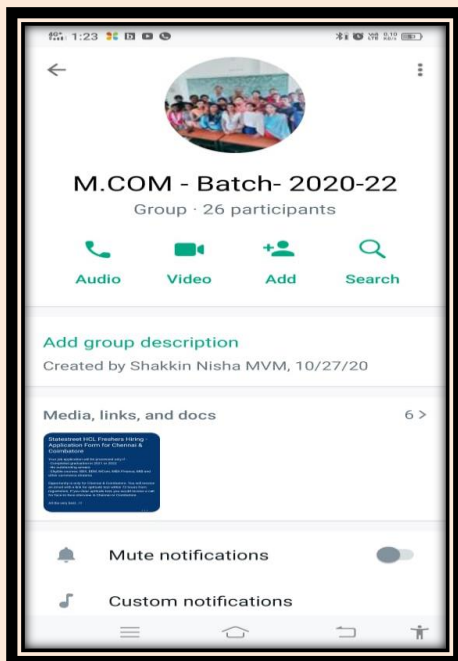 4G+ 1:23
M.COM - Batch- 2020-22
Group · 26 participants
Audio Video Add Search
Add group description
Created by Shakkin Nisha MVM, 10/27/20
Media, links, and docs 6 >
Statestreet HCL Freshers Hiring -
Application Form for Chennai &
Coimbatore
Mute notifications
Custom notifications